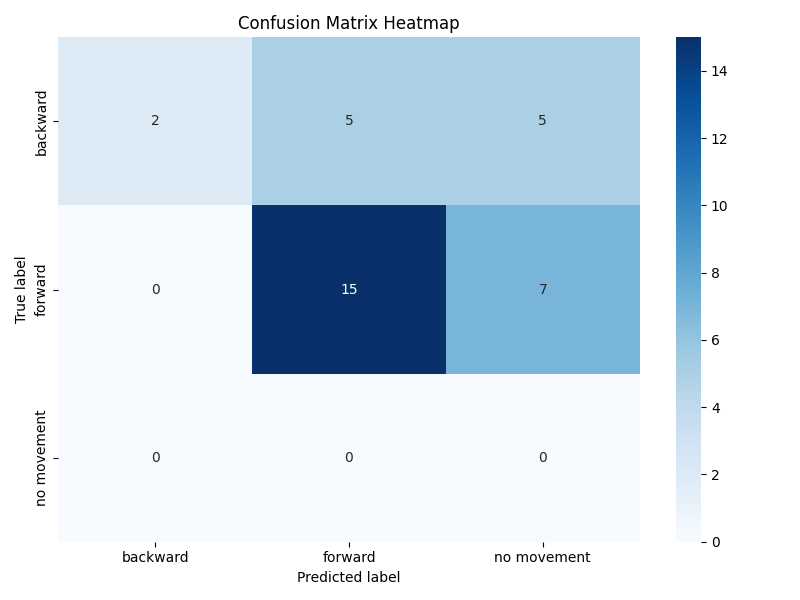 Confusion Matrix Heatmap
True label
backward
2
5
5
forward
0
15
7
no movement
0
0
0
backward
forward
no movement
Predicted label
14
12
10
8
6
4
2
0